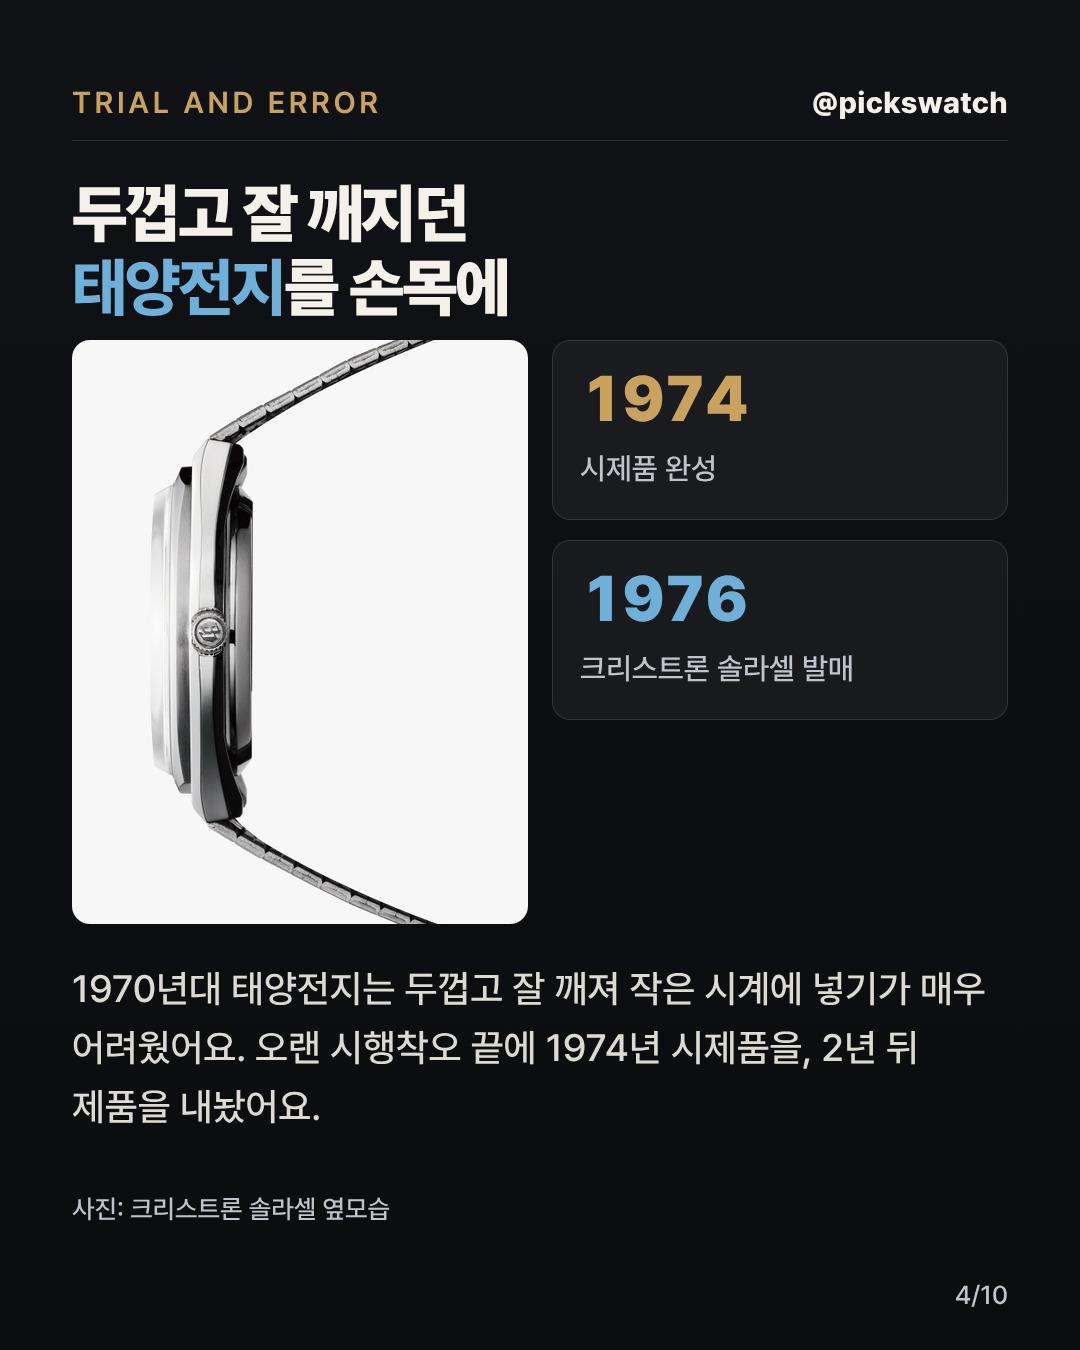 TRIAL AND ERROR
@pickswatch
두껍고 잘 깨지던
태양전지를 손목에
1974
시제품 완성
1976
크리스트론 솔라셀 발매
1970년대 태양전지는 두껍고 잘 깨져 작은 시계에 넣기가 매우
어려웠어요. 오랜 시행착오 끝에 1974년 시제품을, 2년 뒤
제품을 내놨어요.
사진: 크리스트론 솔라셀 옆모습
4/10